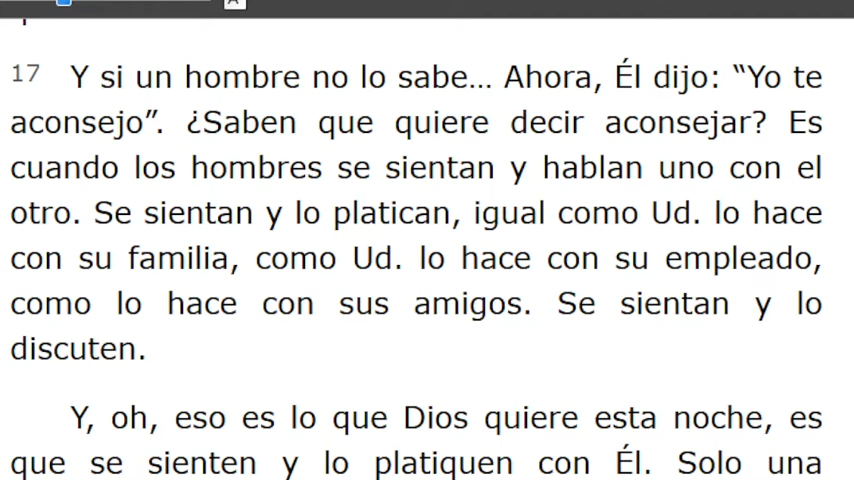 17 Y si un hombre no lo sabe... Ahora, Él dijo: “Yo te
aconsejo”. ¿Saben que quiere decir aconsejar? Es
cuando los hombres se sientan y hablan uno con el
otro. Se sientan y lo platican, igual como Ud. lo hace
con su familia, como Ud. lo hace con su empleado,
como lo hace con sus amigos. Se sientan y lo
discuten.
Y, oh, eso es lo que Dios quiere esta noche, es
que se sienten y lo platiquen con Él. Solo una